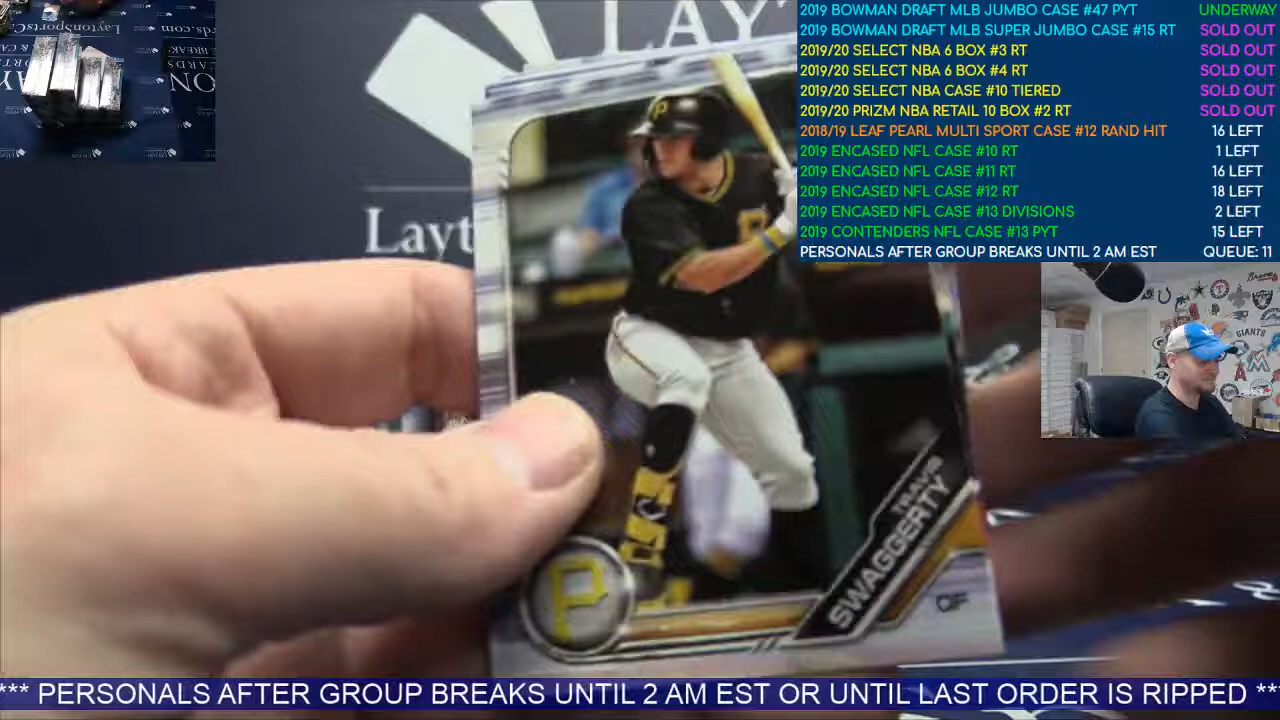 2019 BOWMAN DRAFT MLB JUMBO CASE #47 PYT UNDERWAY
2019 BOWMAN DRAFT MLB SUPER JUMBO CASE #15 RT SOLD OUT
2019/20 SELECT NBA 6 BOX #3 RT SOLD OUT
2019/20 SELECT NBA 6 BOX #4 RT SOLD OUT
2019/20 SELECT NBA CASE #10 TIERED SOLD OUT
2019/20 PRIZM NBA RETAIL 10 BOX #2 RT SOLD OUT
2018/19 LEAF PEARL MULTI SPORT CASE #12 RAND HIT 16 LEFT
2019 ENCASED NFL CASE #10 RT 1 LEFT
2019 ENCASED NFL CASE #11 RT 16 LEFT
2019 ENCASED NFL CASE #12 RT 18 LEFT
2019 ENCASED NFL CASE #13 DIVISIONS 2 LEFT
2019 CONTENDERS NFL CASE #13 PYT 15 LEFT
PERSONALS AFTER GROUP BREAKS UNTIL 2 AM EST QUEUE: 11
LAYT
Layt
P
TRAVIS
SWAGGERTY
OF
GIANTS
*** PERSONALS AFTER GROUP BREAKS UNTIL 2 AM EST OR UNTIL LAST ORDER IS RIPPED **